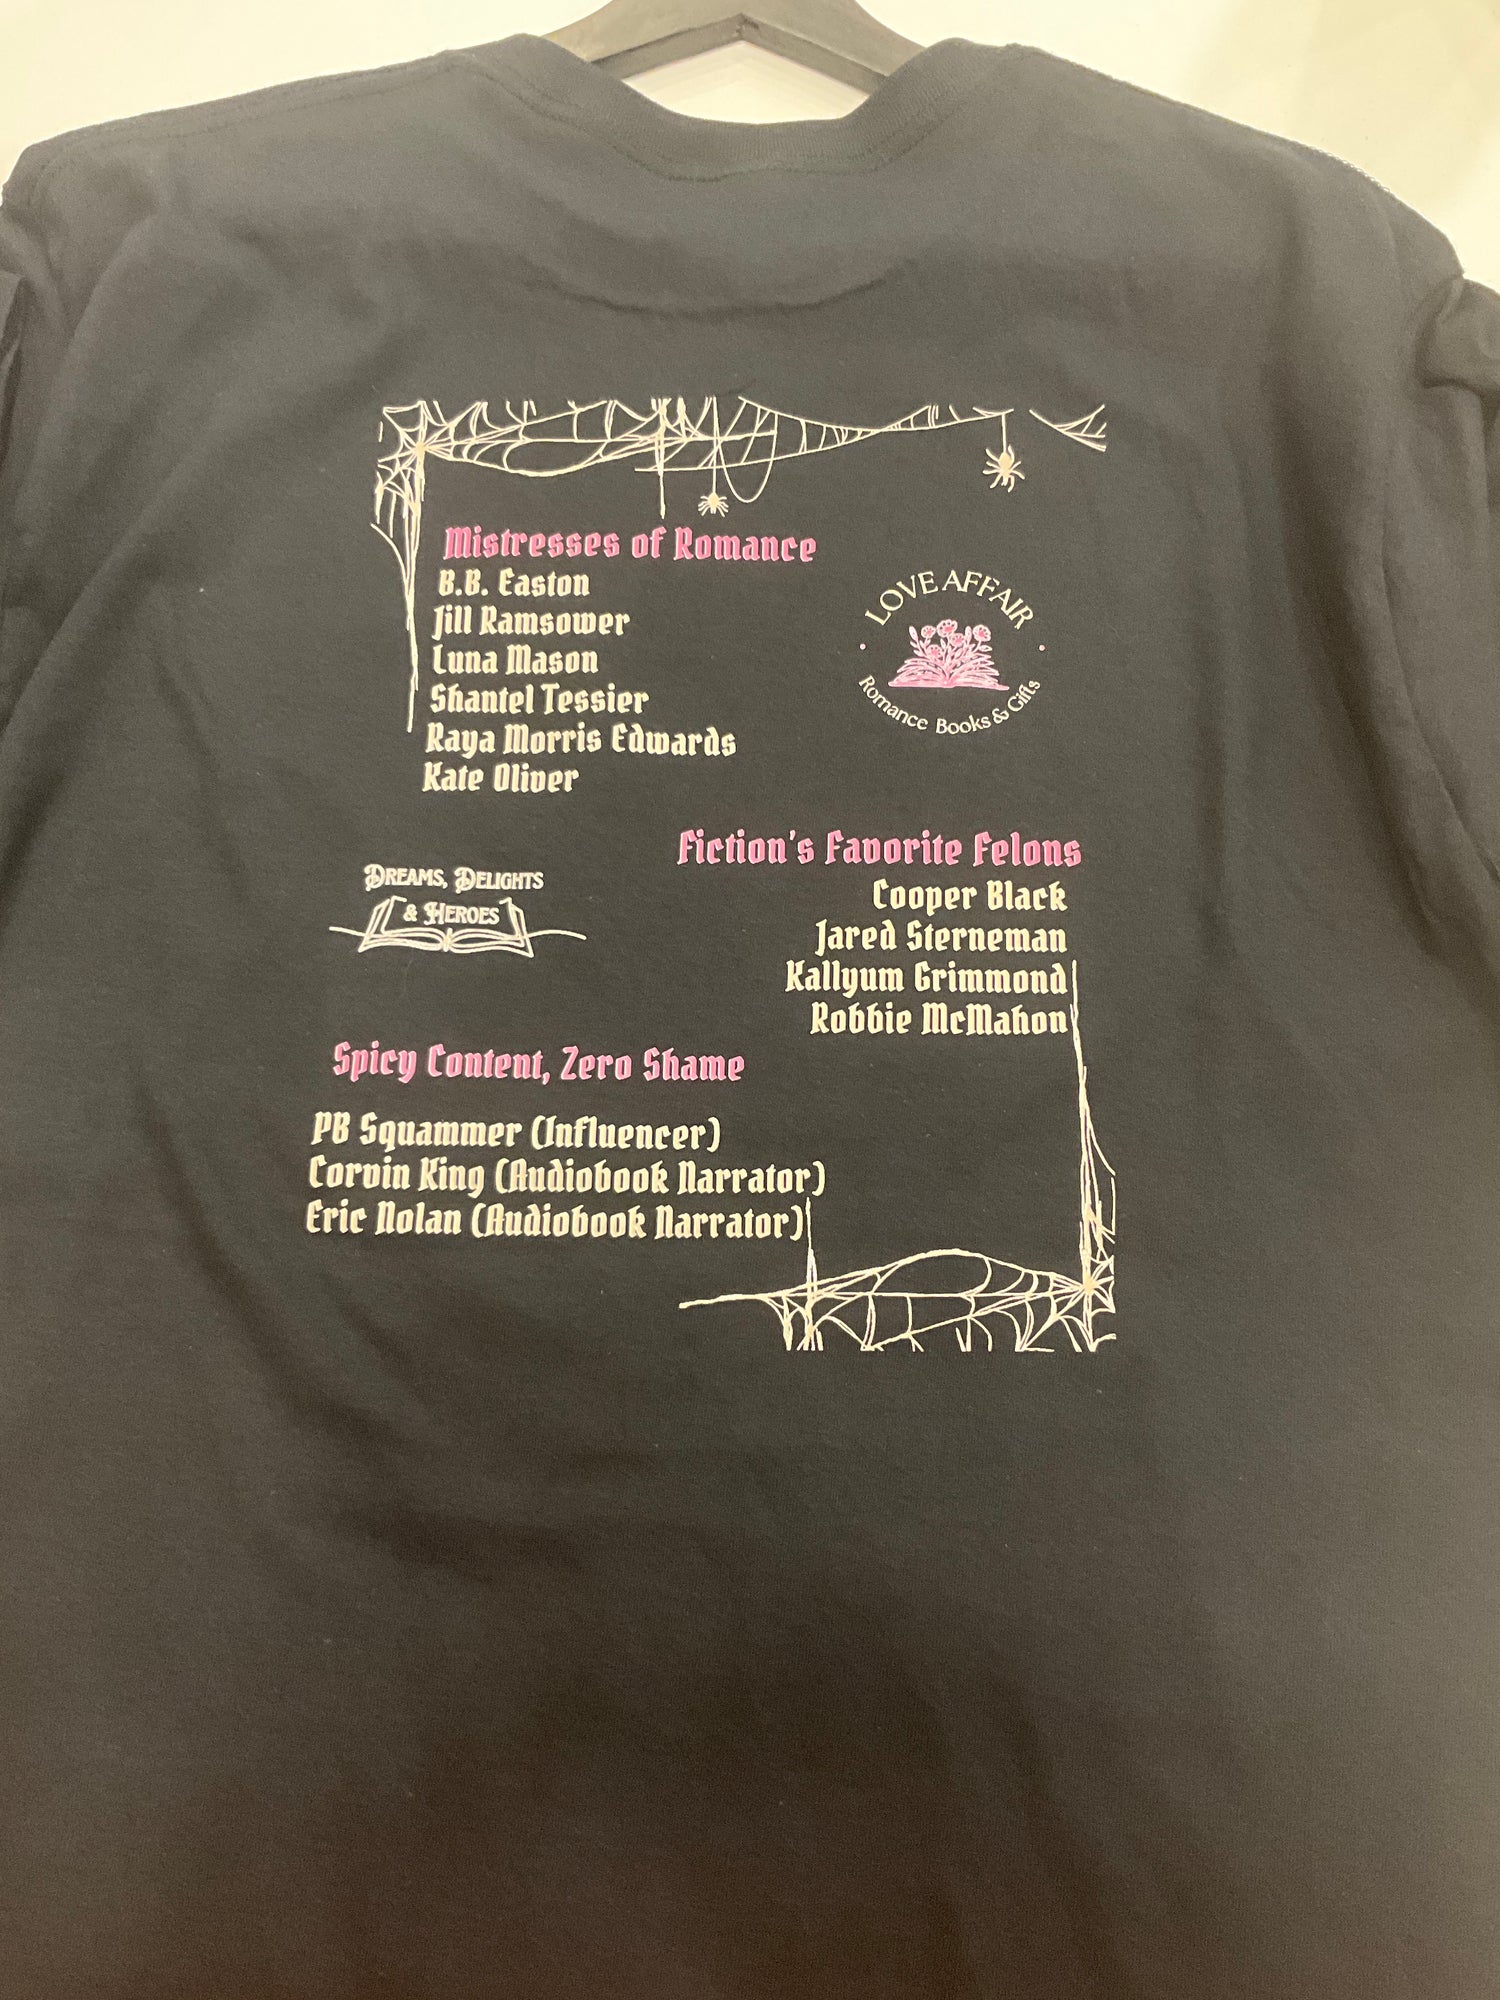 Mistresses of Romance
B.B. Easton
Jill Ramsower
Luna Mason
Shantel Tessier
Raya Morris Edwards
Kate Oliver
LOVE AFFAIR
Romance Books & Gifts
Fiction's Favorite Felons
Cooper Black
Jared Sterneman
Kallyum Grimmond
Robbie McMahon
DREAMS, DELIGHTS
& HEROES
Spicy Content, Zero Shame
PB Squammer (Influencer)
Corvin King (Audiobook Narrator)
Eric Nolan (Audiobook Narrator)